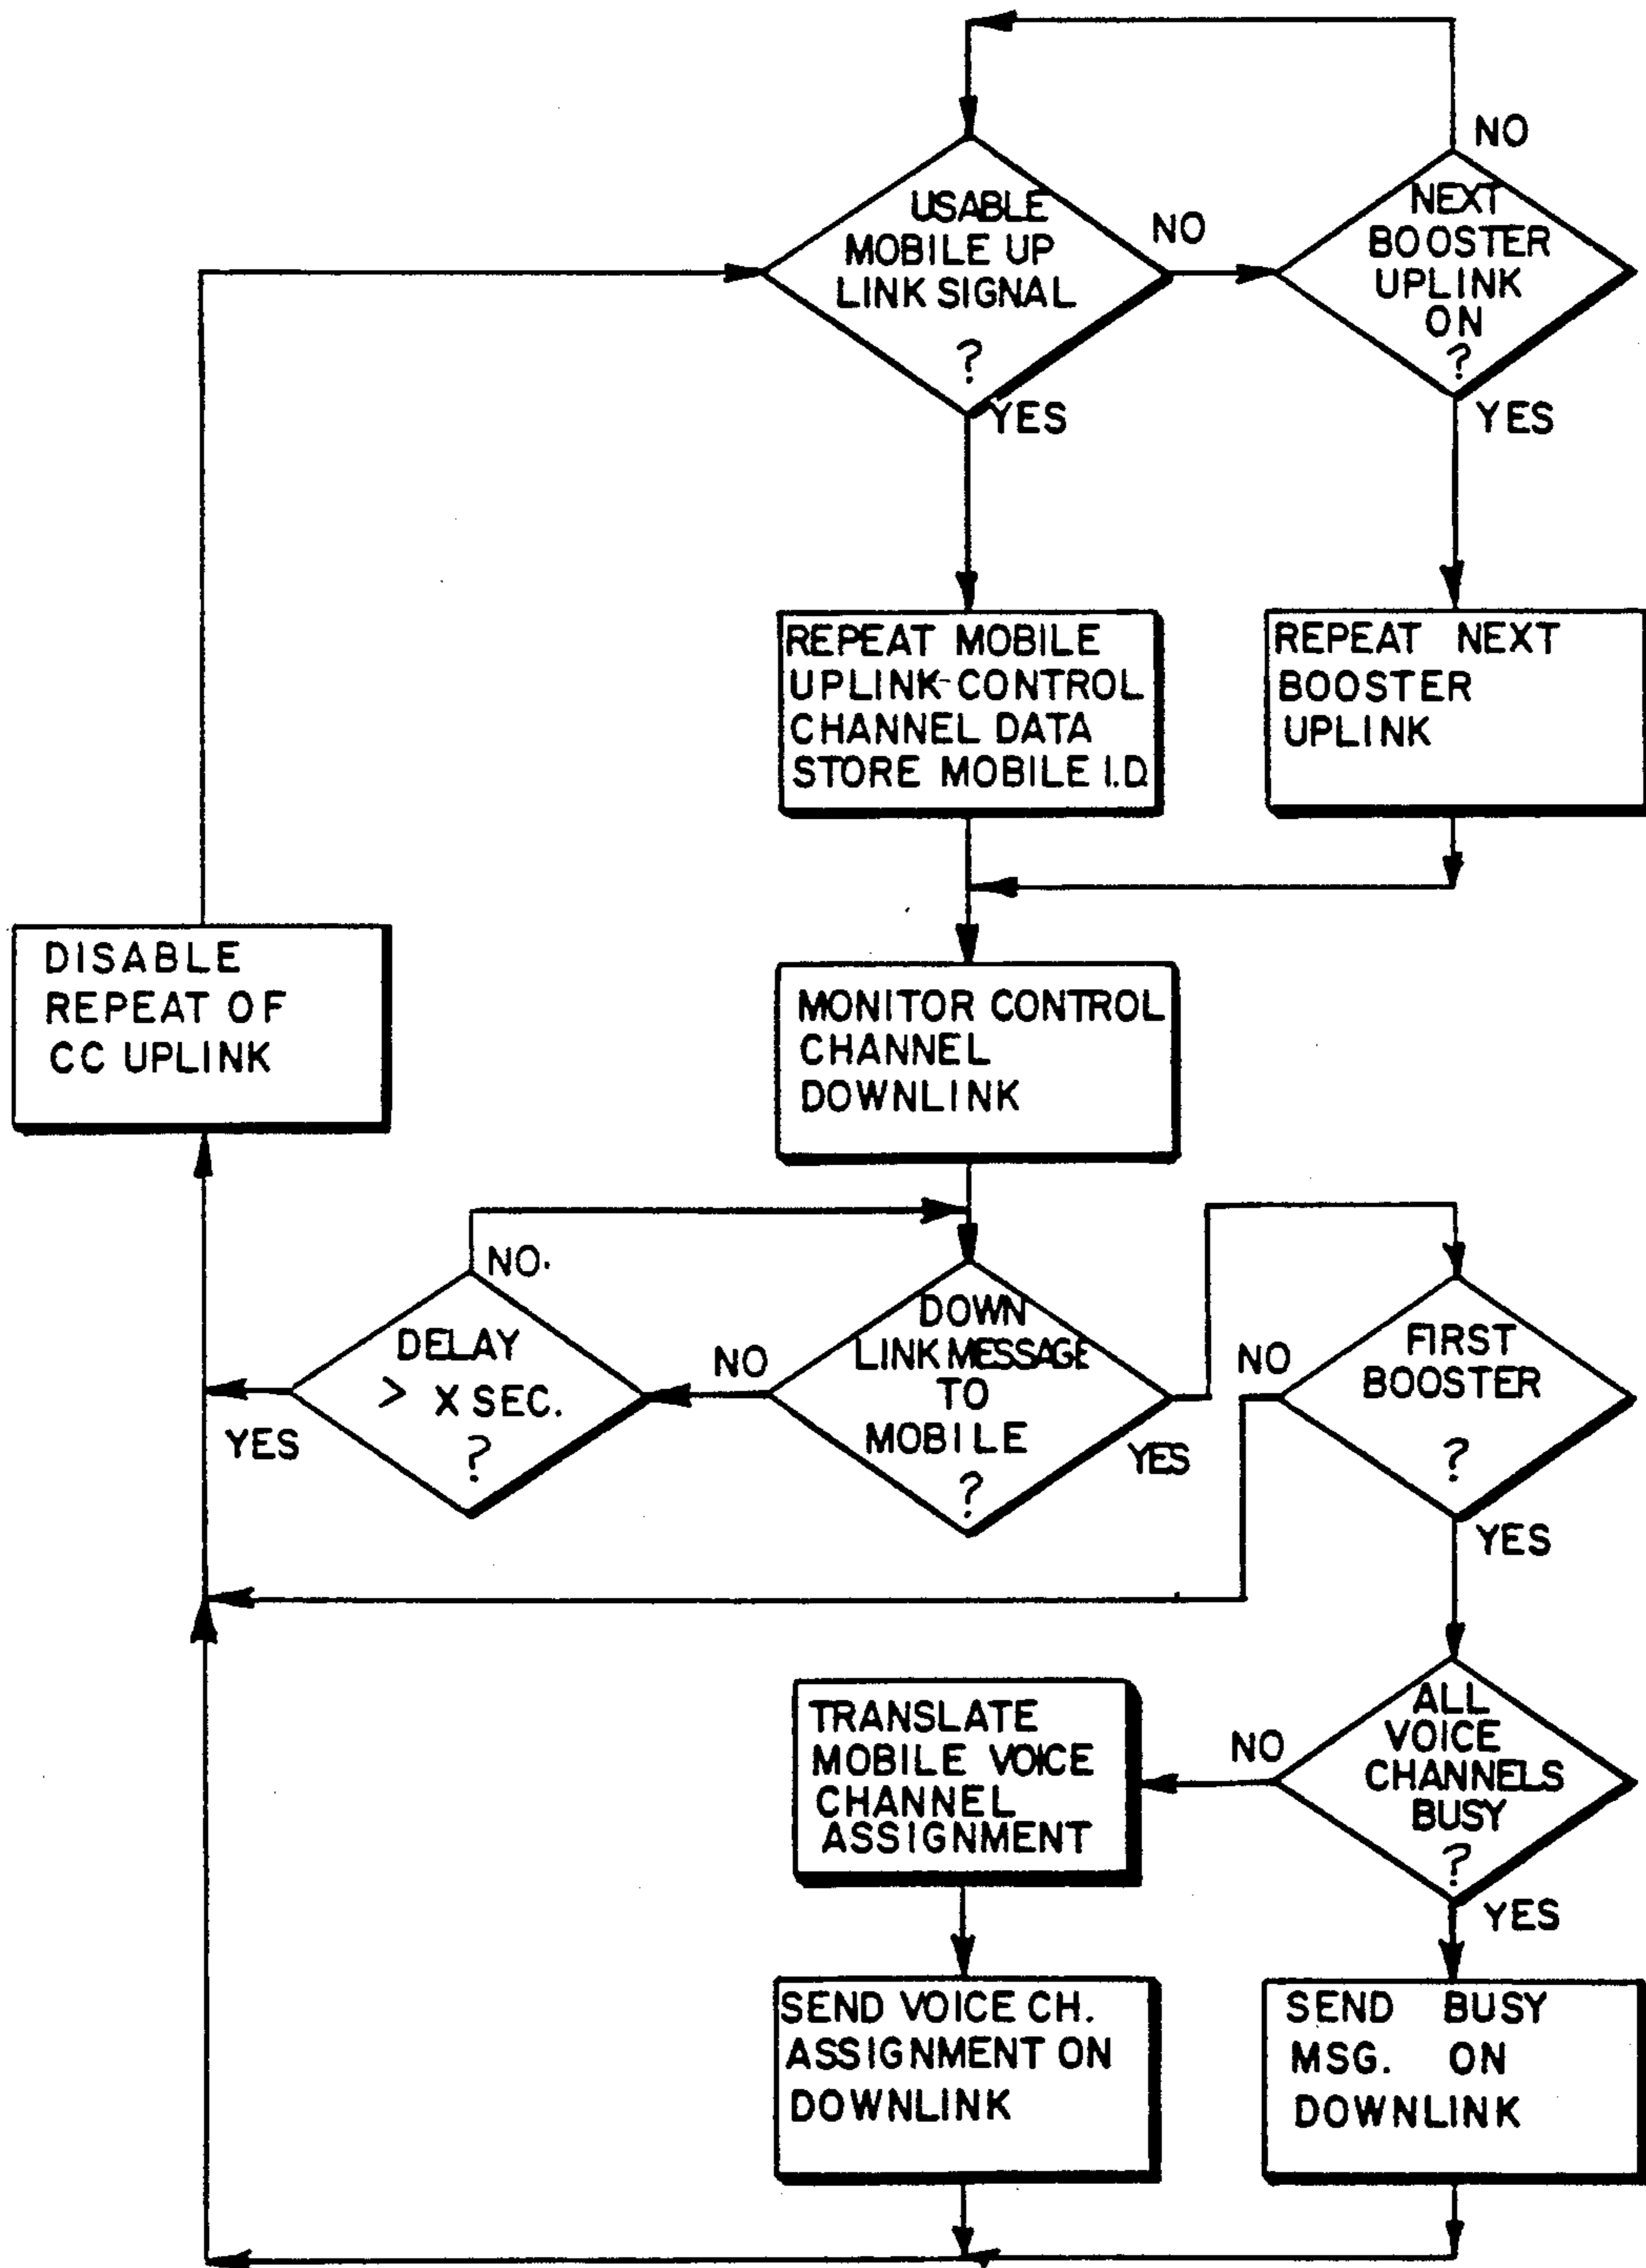 NO
USABLE
MOBILE UP
LINK SIGNAL
?
NO
NEXT
BOOSTER
UPLINK
ON
?
YES
YES
REPEAT MOBILE
UPLINK-CONTROL
CHANNEL DATA
STORE MOBILE I.D.
REPEAT NEXT
BOOSTER
UPLINK
DISABLE
REPEAT OF
CC UPLINK
MONITOR CONTROL
CHANNEL
DOWNLINK
NO.
DELAY
> X SEC.
?
YES
NO
DOWN
LINK MESSAGE
TO
MOBILE
?
YES
NO
FIRST
BOOSTER
?
YES
TRANSLATE
MOBILE VOICE
CHANNEL
ASSIGNMENT
NO
ALL
VOICE
CHANNELS
BUSY
?
YES
SEND VOICE CH.
ASSIGNMENT ON
DOWNLINK
SEND BUSY
MSG. ON
DOWNLINK